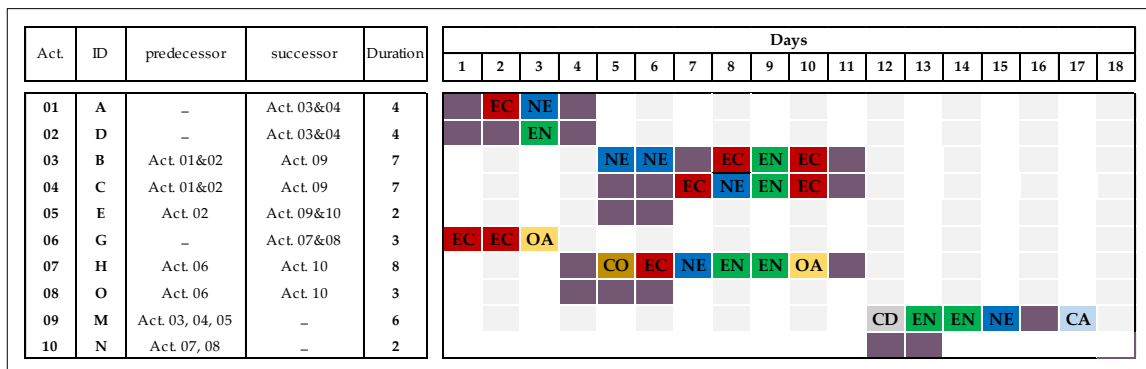 Days
Act. ID predecessor successor Duration 1 2 3 4 5 6 7 8 9 10 11 12 13 14 15 16 17 18
01 A – Act. 03&04 4 EC NE
02 D – Act. 03&04 4 EN
03 B Act. 01&02 Act. 09 7 NE NE EC EN EC
04 C Act. 01&02 Act. 09 7 EC NE EN EC
05 E Act. 02 Act. 09&10 2
06 G – Act. 07&08 3 EC EC OA
07 H Act. 06 Act. 10 8 CO EC NE EN EN OA
08 O Act. 06 Act. 10 3
09 M Act. 03, 04, 05 – 6 CD EN EN NE CA
10 N Act. 07, 08 – 2